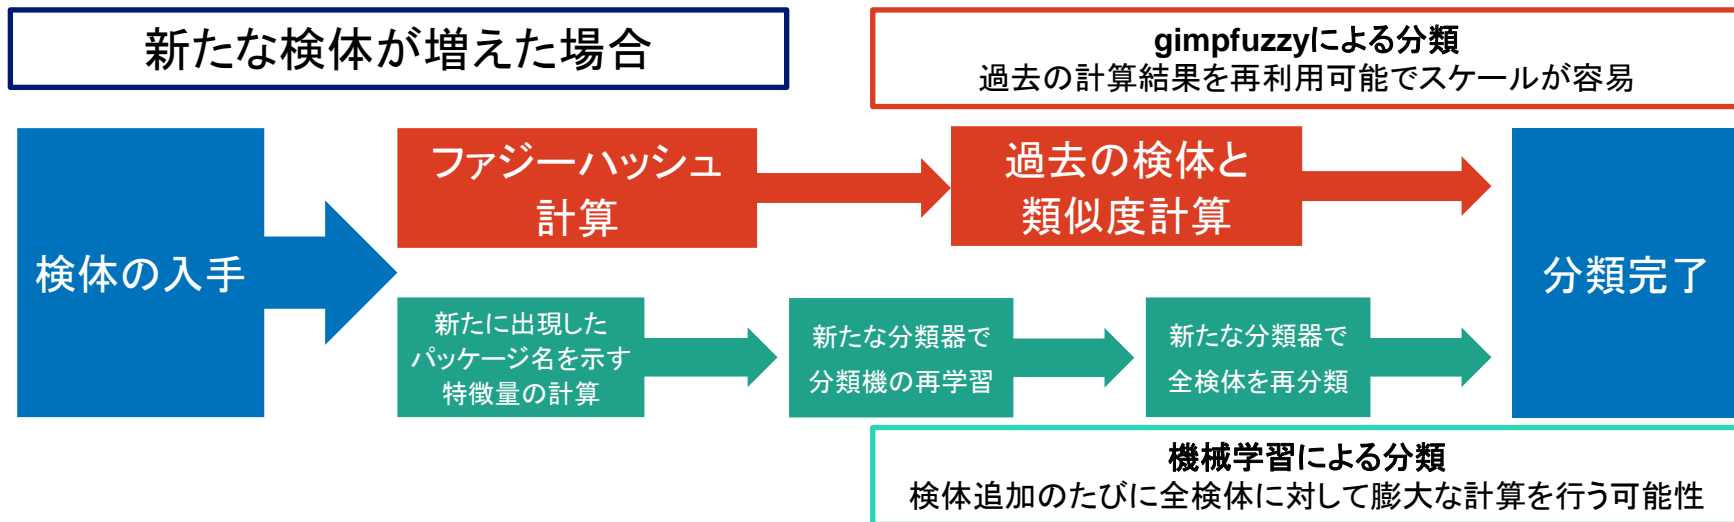 新たな検体が増えた場合
gimpfuzzyによる分類
過去の計算結果を再利用可能でスケールが容易
検体の入手
ファジーハッシュ
計算
過去の検体と
類似度計算
分類完了
新たに出現した
パッケージ名を示す
特徴量の計算
新たな分類器で
分類機の再学習
新たな分類器で
全検体を再分類
機械学習による分類
検体追加のたびに全検体に対して膨大な計算を行う可能性